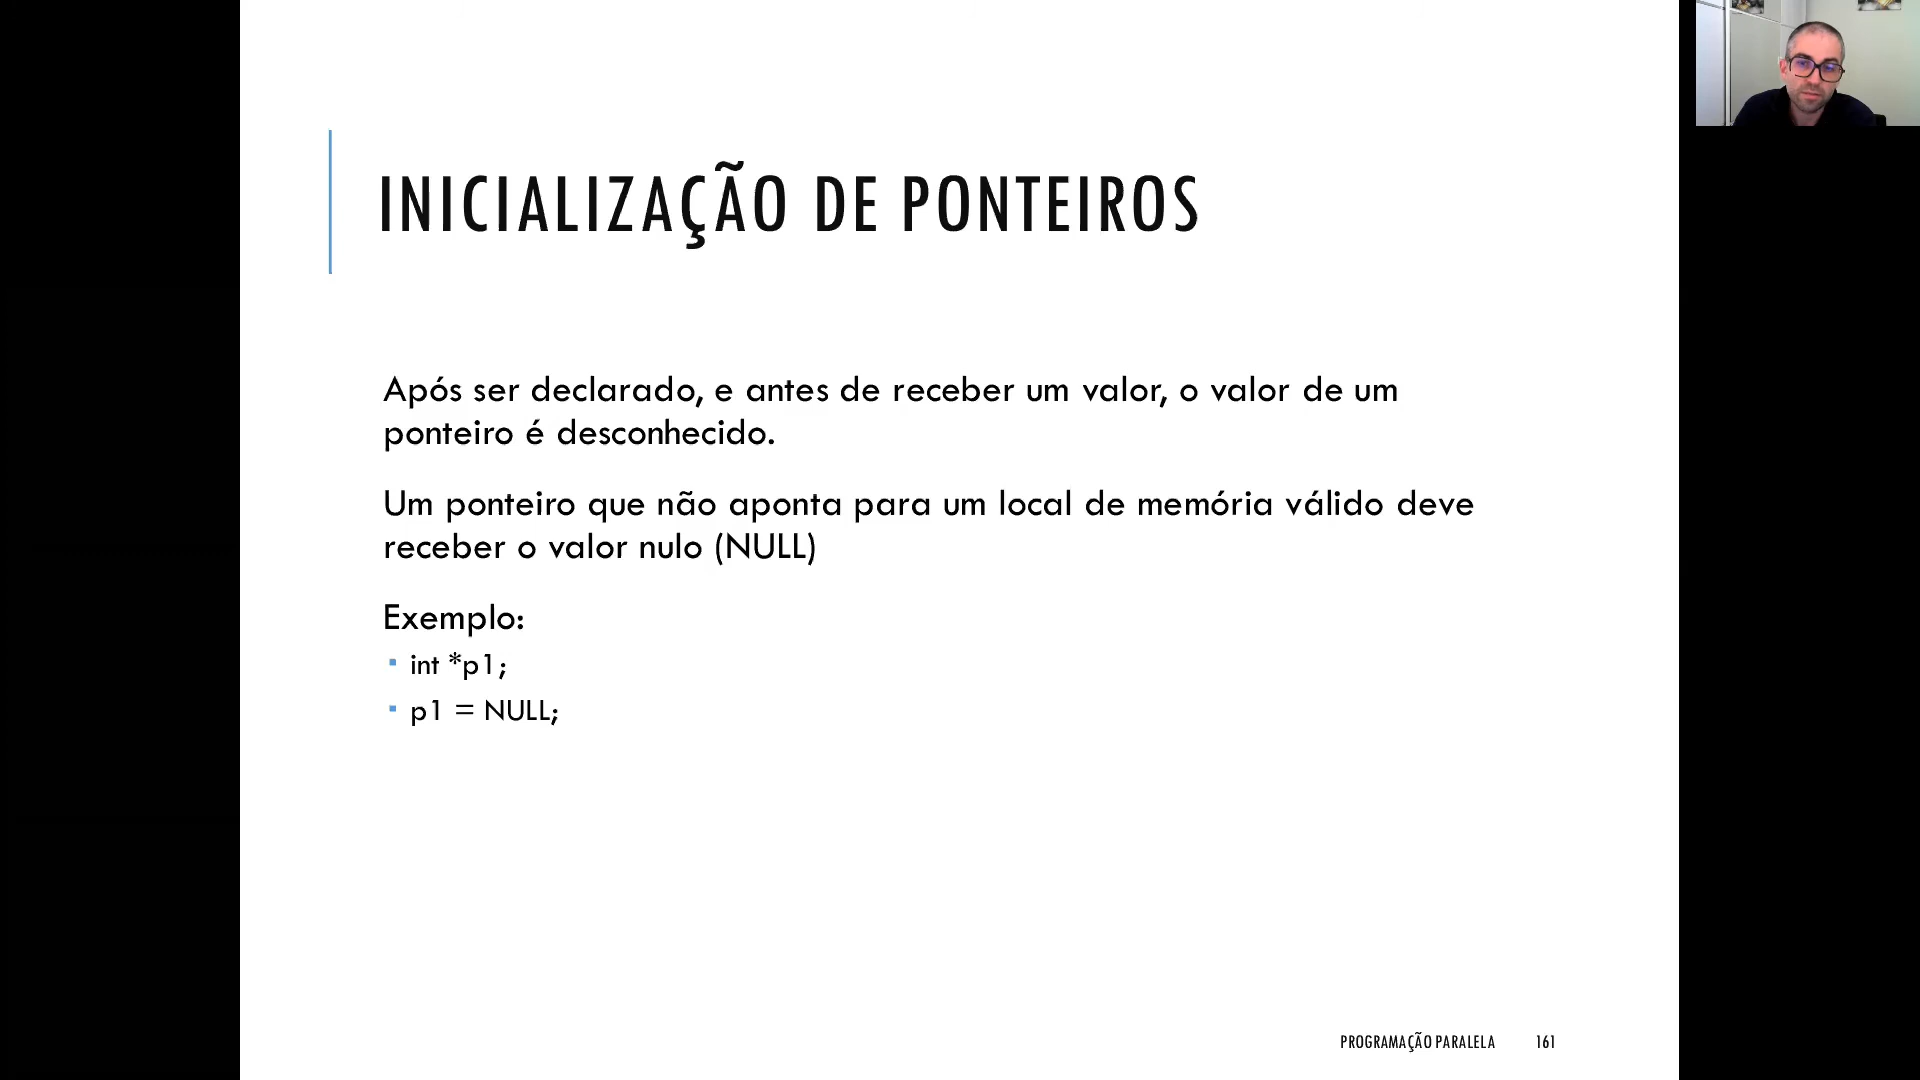 INICIALIZAÇÃO DE PONTEIROS
Após ser declarado, e antes de receber um valor, o valor de um
ponteiro é desconhecido.
Um ponteiro que não aponta para um local de memória válido deve
receber o valor nulo (NULL)
Exemplo:
▪ int *p1;
▪ p1 = NULL;
PROGRAMAÇÃO PARALELA 161